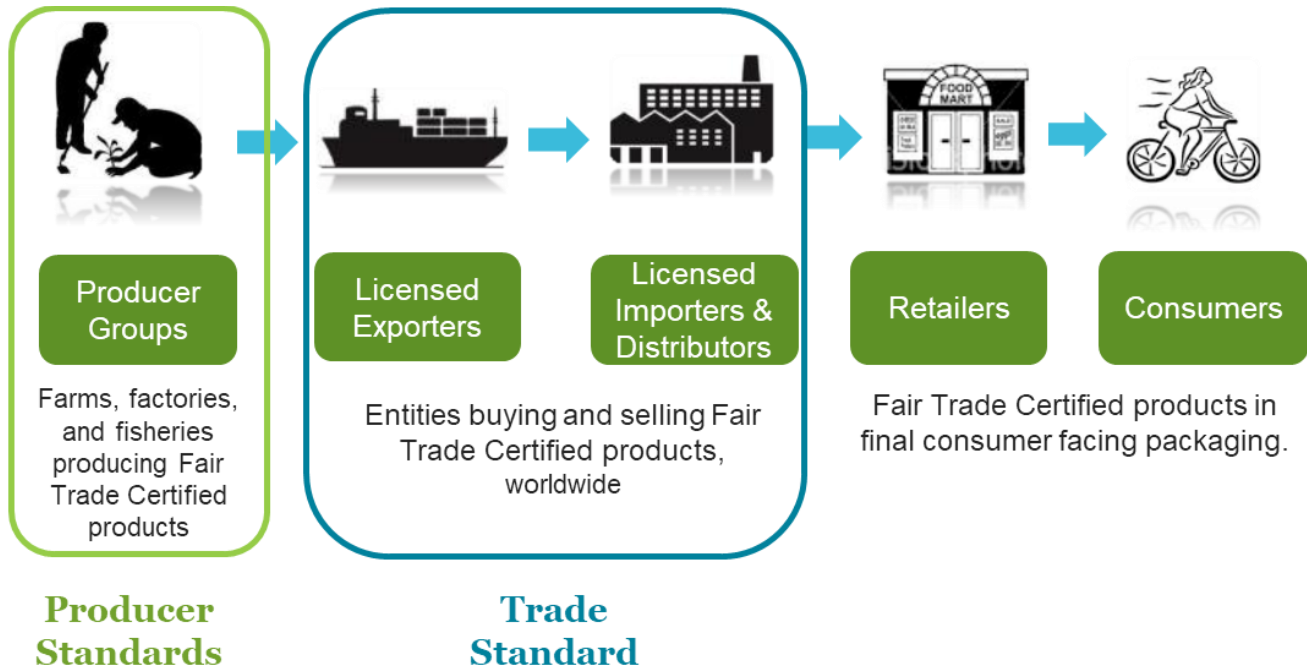 FOOD
MART
Producer
Groups
Licensed
Exporters
Licensed
Importers &
Distributors
Retailers
Consumers
Farms, factories,
and fisheries
producing Fair
Trade Certified
products
Entities buying and selling Fair
Trade Certified products,
worldwide
Fair Trade Certified products in
final consumer facing packaging.
Producer
Standards
Trade
Standard